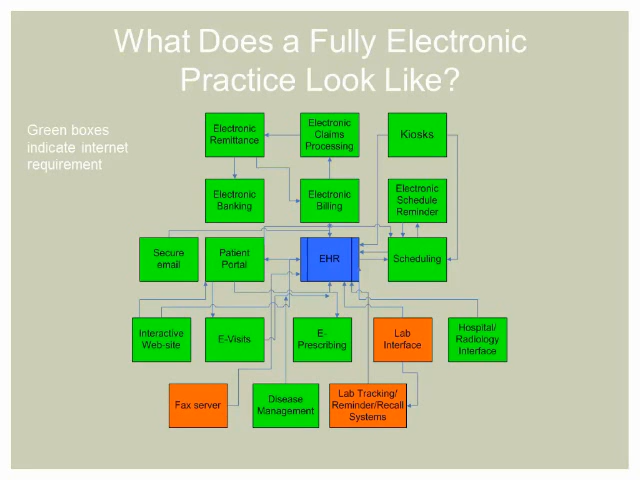 What Does a Fully Electronic
Practice Look Like?
Green boxes
indicate internet
requirement
Electronic
Remittance
Electronic
Claims
Processing
Kiosks
Electronic
Banking
Electronic
Billing
Electronic
Schedule
Reminder
Secure
email
Patient
Portal
EHR
Scheduling
Interactive
Web-site
E-Visits
E-
Prescribing
Lab
Interface
Hospital/
Radiology
Interface
Fax server
Disease
Management
Lab Tracking/
Reminder/Recall
Systems